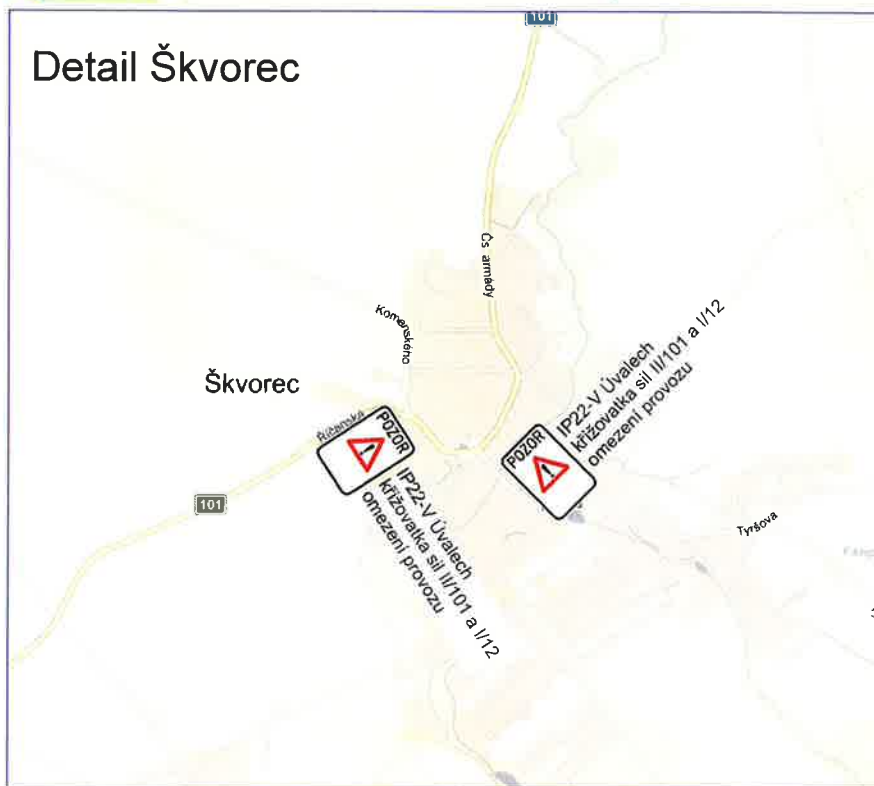 101
Detail Škvorec
Čs armády
Komenského
Škvorec
Říčanská
POZOR
IP22-V Úvalech
křižovatka sil II/101 a I/12
omezení provozu
POZOR
IP22-V Úvalech
křižovatka sil II/101 a I/12
omezení provozu
101
Tyršova